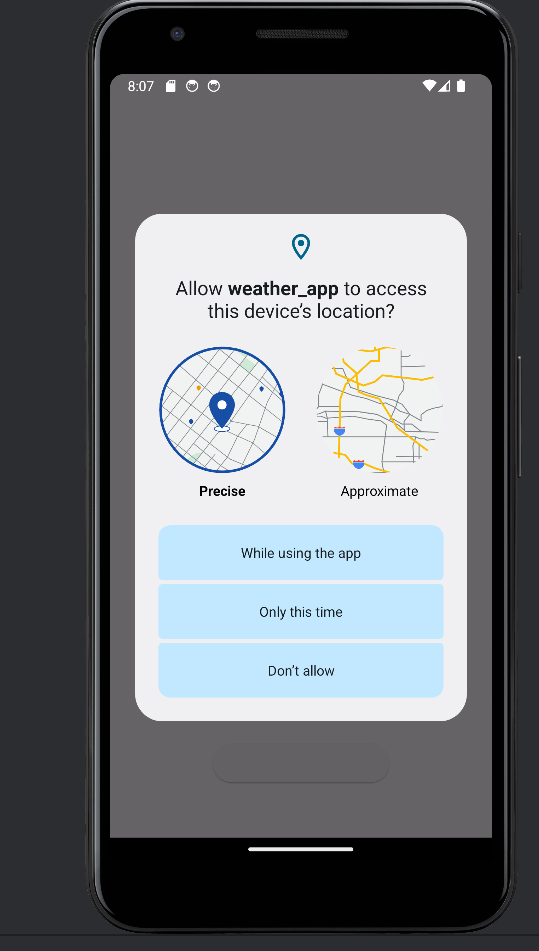 8:07
Allow weather_app to access
this device's location?
Precise
Approximate
While using the app
Only this time
Don't allow